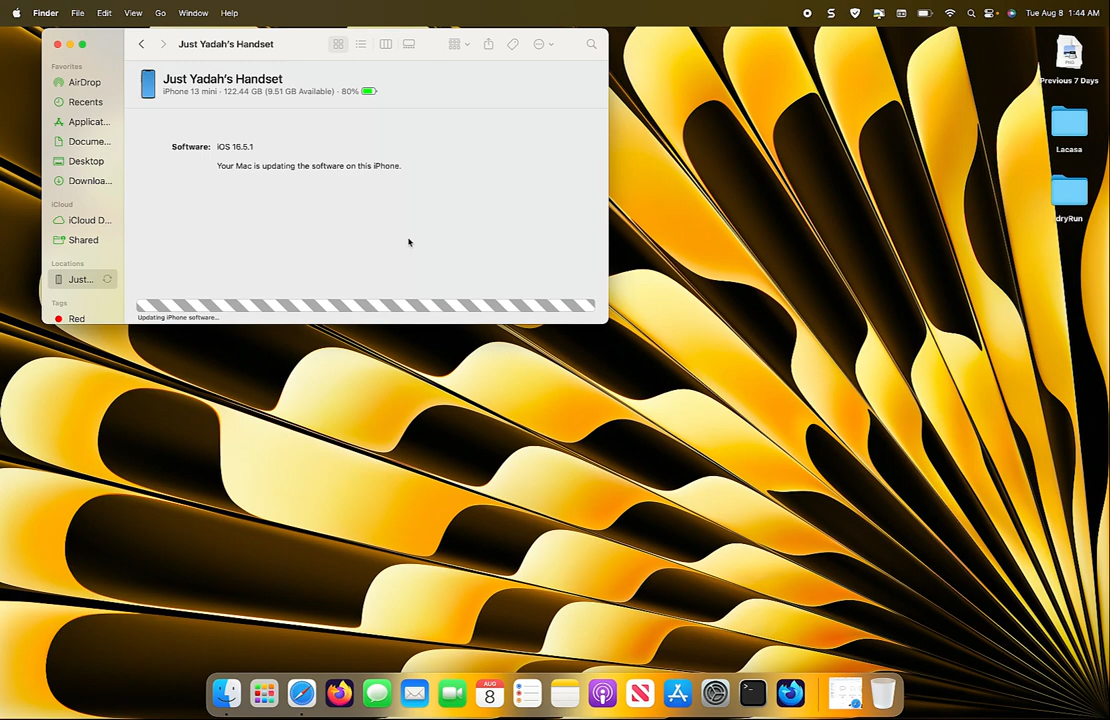 Finder File Edit View Go Window Help
Tue Aug 8 1:44 AM
Just Yadah's Handset
Favorites
AirDrop
Recents
Applicat...
Docume...
Desktop
Downloa...
iCloud
iCloud D...
Shared
Locations
Just...
Tags
Red
Just Yadah's Handset
iPhone 13 mini · 122.44 GB (9.51 GB Available) · 80%
Software: iOS 16.5.1
Your Mac is updating the software on this iPhone.
Updating iPhone software...
PNG
Previous 7 Days
Lacasa
dryRun
AUG
8